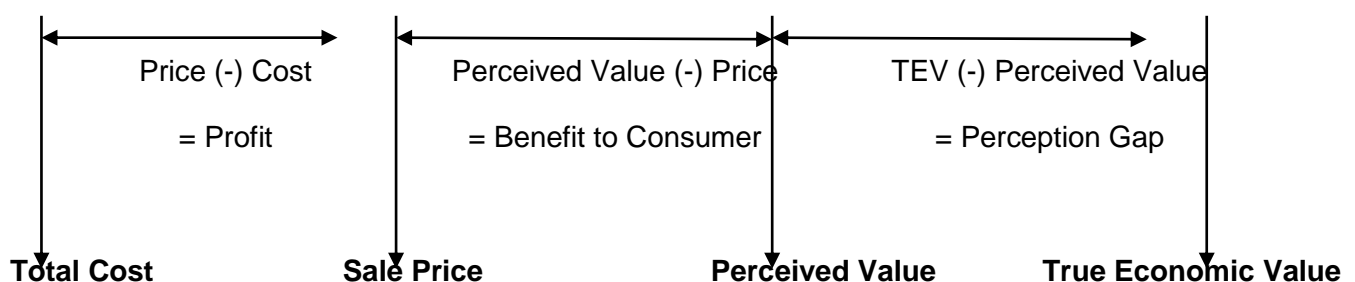 Price (-) Cost Perceived Value (-) Price TEV (-) Perceived Value
= Profit = Benefit to Consumer = Perception Gap
Total Cost Sale Price Perceived Value True Economic Value